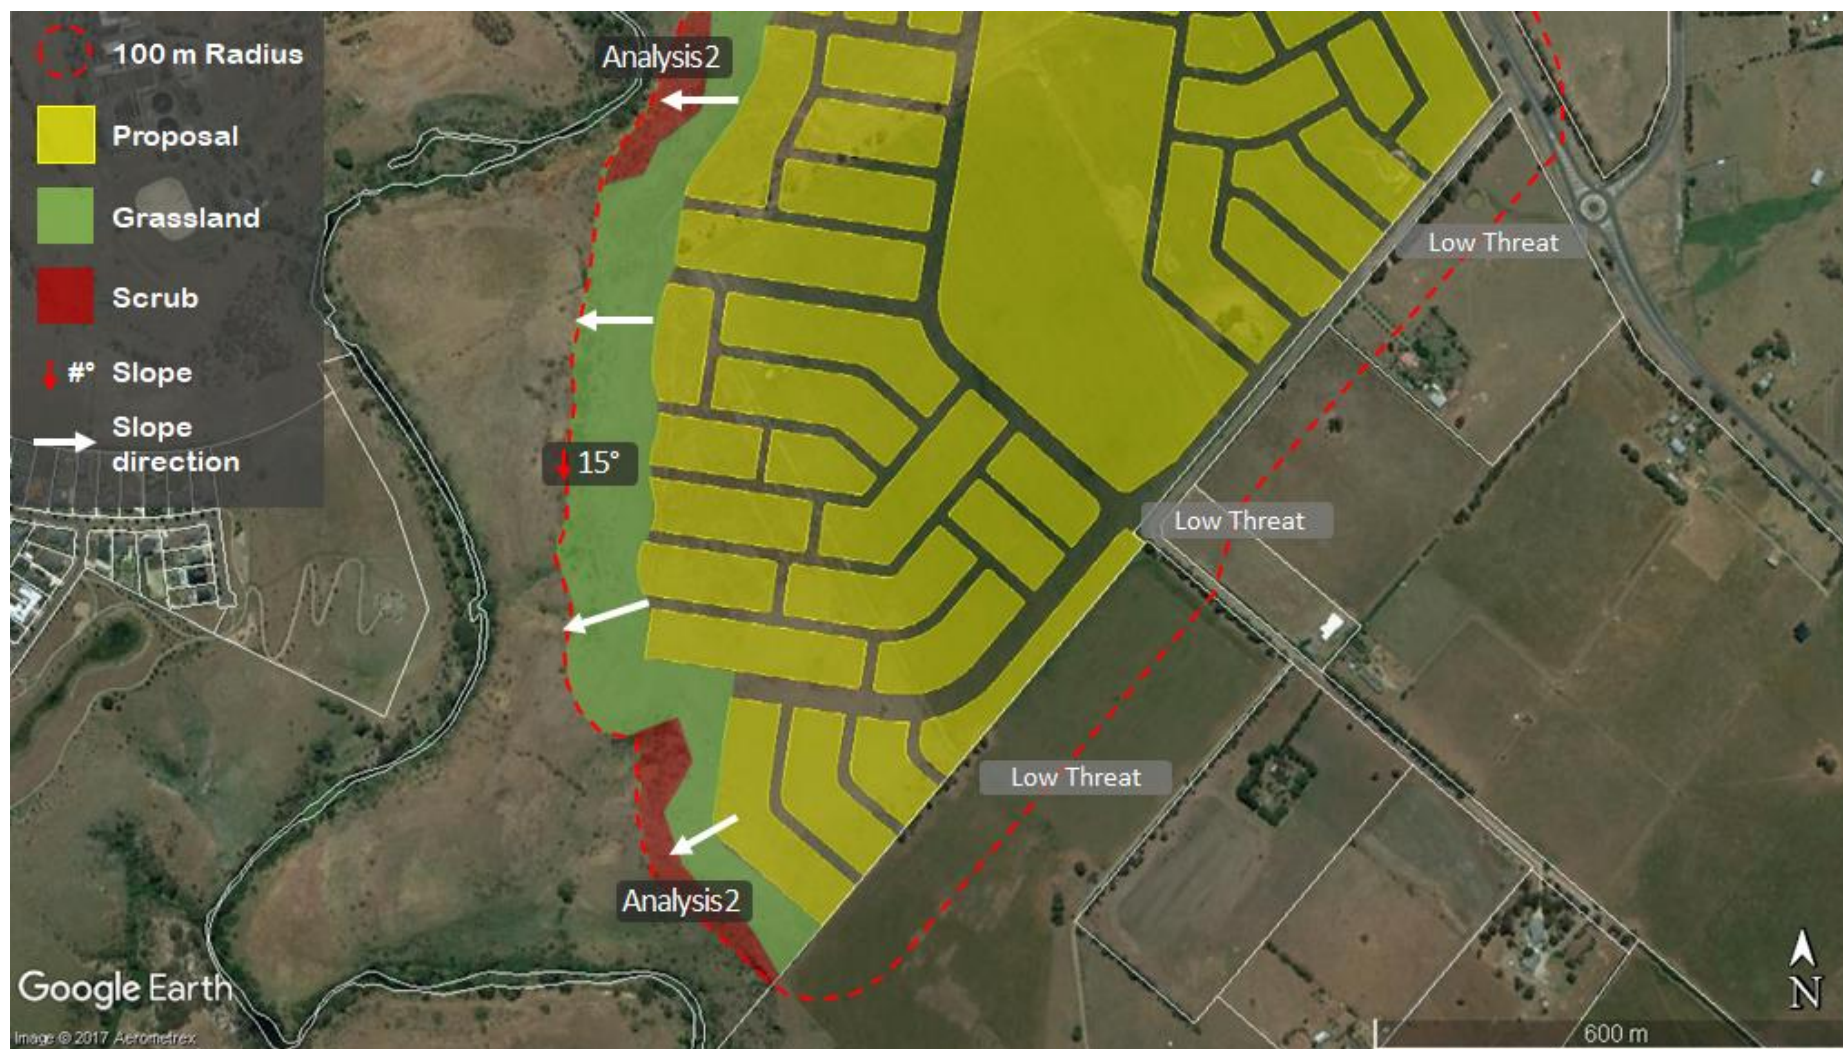 100 m Radius
Proposal
Grassland
Scrub
#° Slope
Slope
direction
Analysis2
15°
Analysis2
Low Threat
Low Threat
Low Threat
N
600 m
Google Earth
Image © 2017 Aerometrex